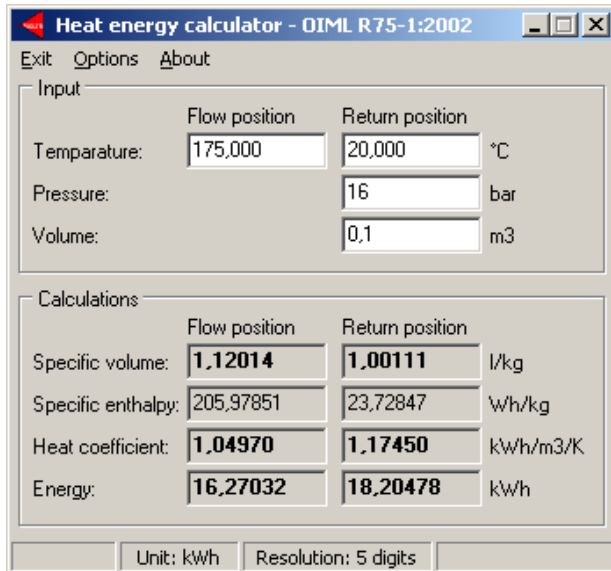 Heat energy calculator - OIML R75-1:2002
Exit Options About
Input
Flow position Return position
Temparature: 175,000 20,000 °C
Pressure: 16 bar
Volume: 0,1 m3
Calculations
Flow position Return position
Specific volume: 1,12014 1,00111 l/kg
Specific enthalpy: 205,97851 23,72847 Wh/kg
Heat coefficient: 1,04970 1,17450 kWh/m3/K
Energy: 16,27032 18,20478 kWh
Unit: kWh Resolution: 5 digits